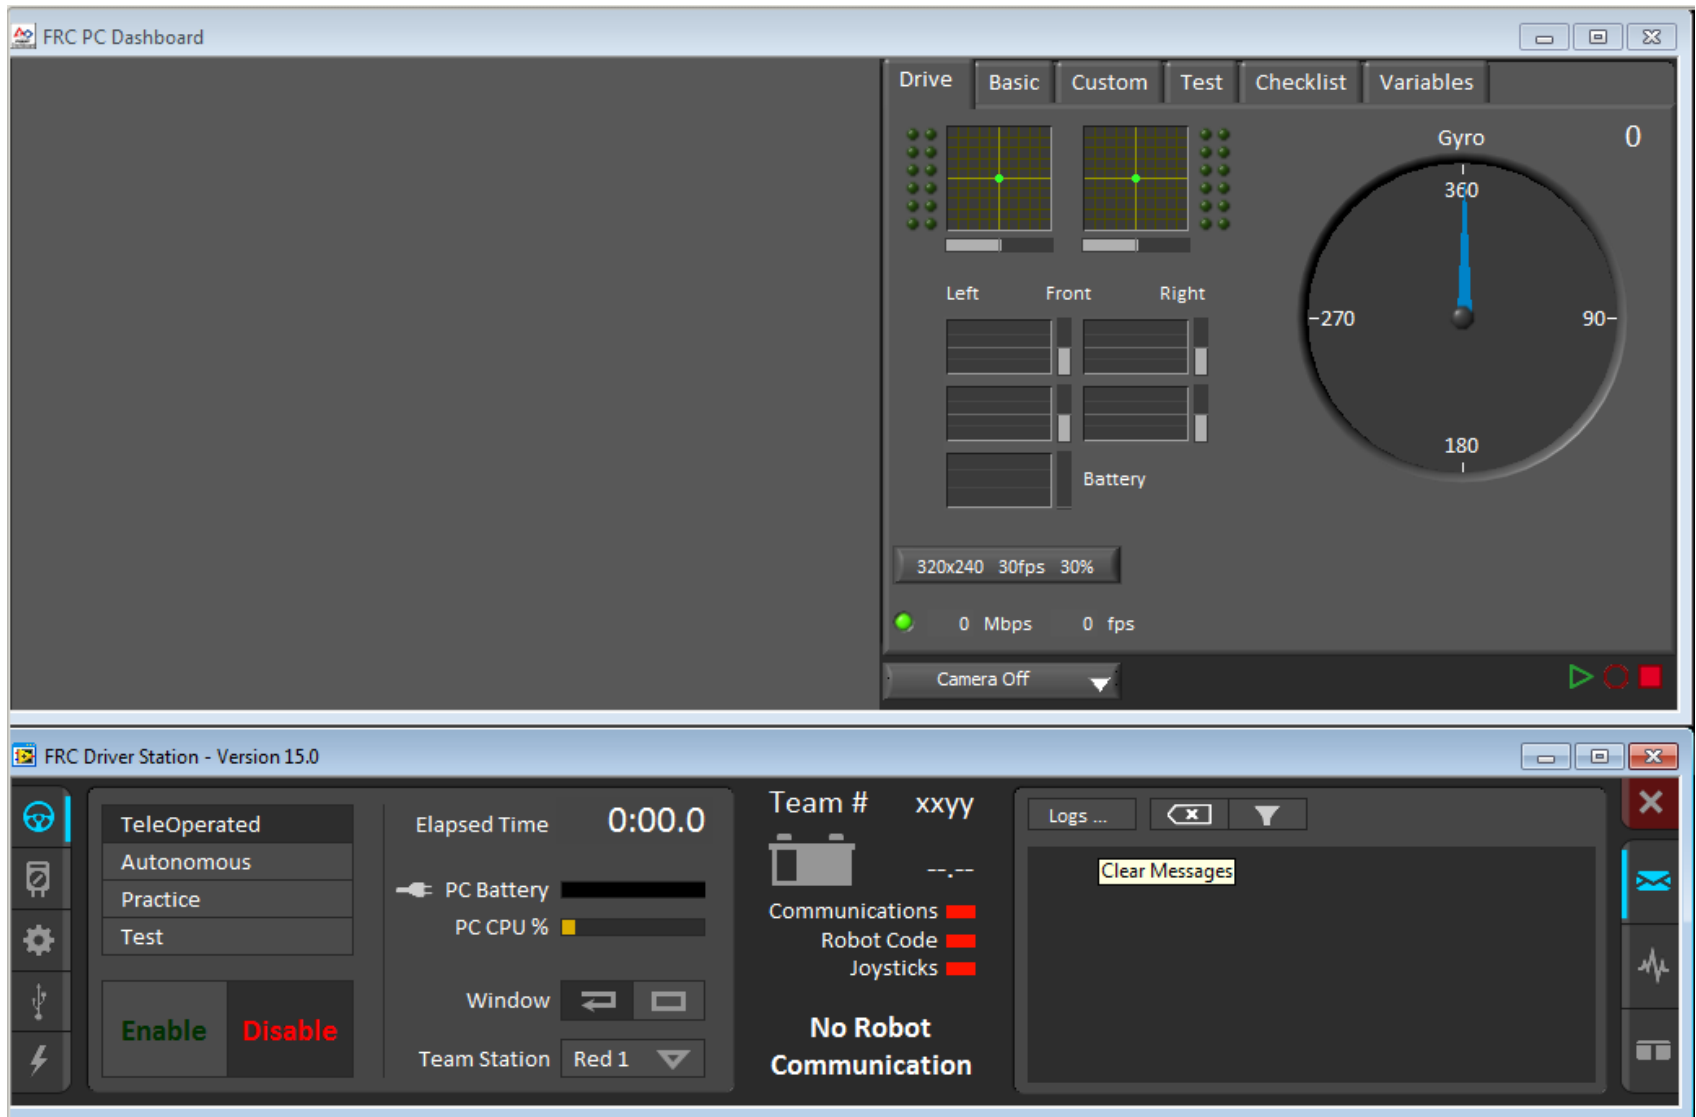 FRC PC Dashboard
Drive Basic Custom Test Checklist Variables
Gyro 0
360
-270 90-
180
Left Front Right
Battery
320x240 30fps 30%
0 Mbps 0 fps
Camera Off
FRC Driver Station - Version 15.0
TeleOperated
Autonomous
Practice
Test
Enable Disable
Elapsed Time 0:00.0
PC Battery
PC CPU %
Window
Team Station Red 1
Team # xxyy
--.--
Communications
Robot Code
Joysticks
No Robot
Communication
Logs ...
Clear Messages